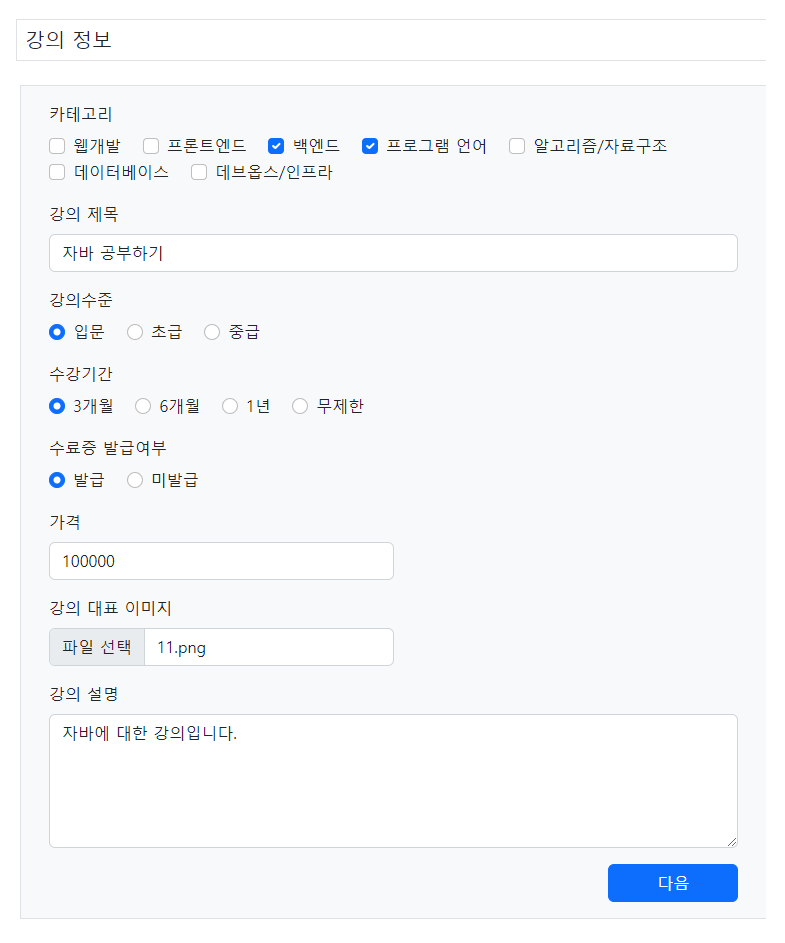 강의 정보
카테고리
웹개발 프론트엔드 백엔드 프로그램 언어 알고리즘/자료구조
데이터베이스 데브옵스/인프라
강의 제목
자바 공부하기
강의수준
입문 초급 중급
수강기간
3개월 6개월 1년 무제한
수료증 발급여부
발급 미발급
가격
100000
강의 대표 이미지
파일 선택 11.png
강의 설명
자바에 대한 강의입니다.
다음